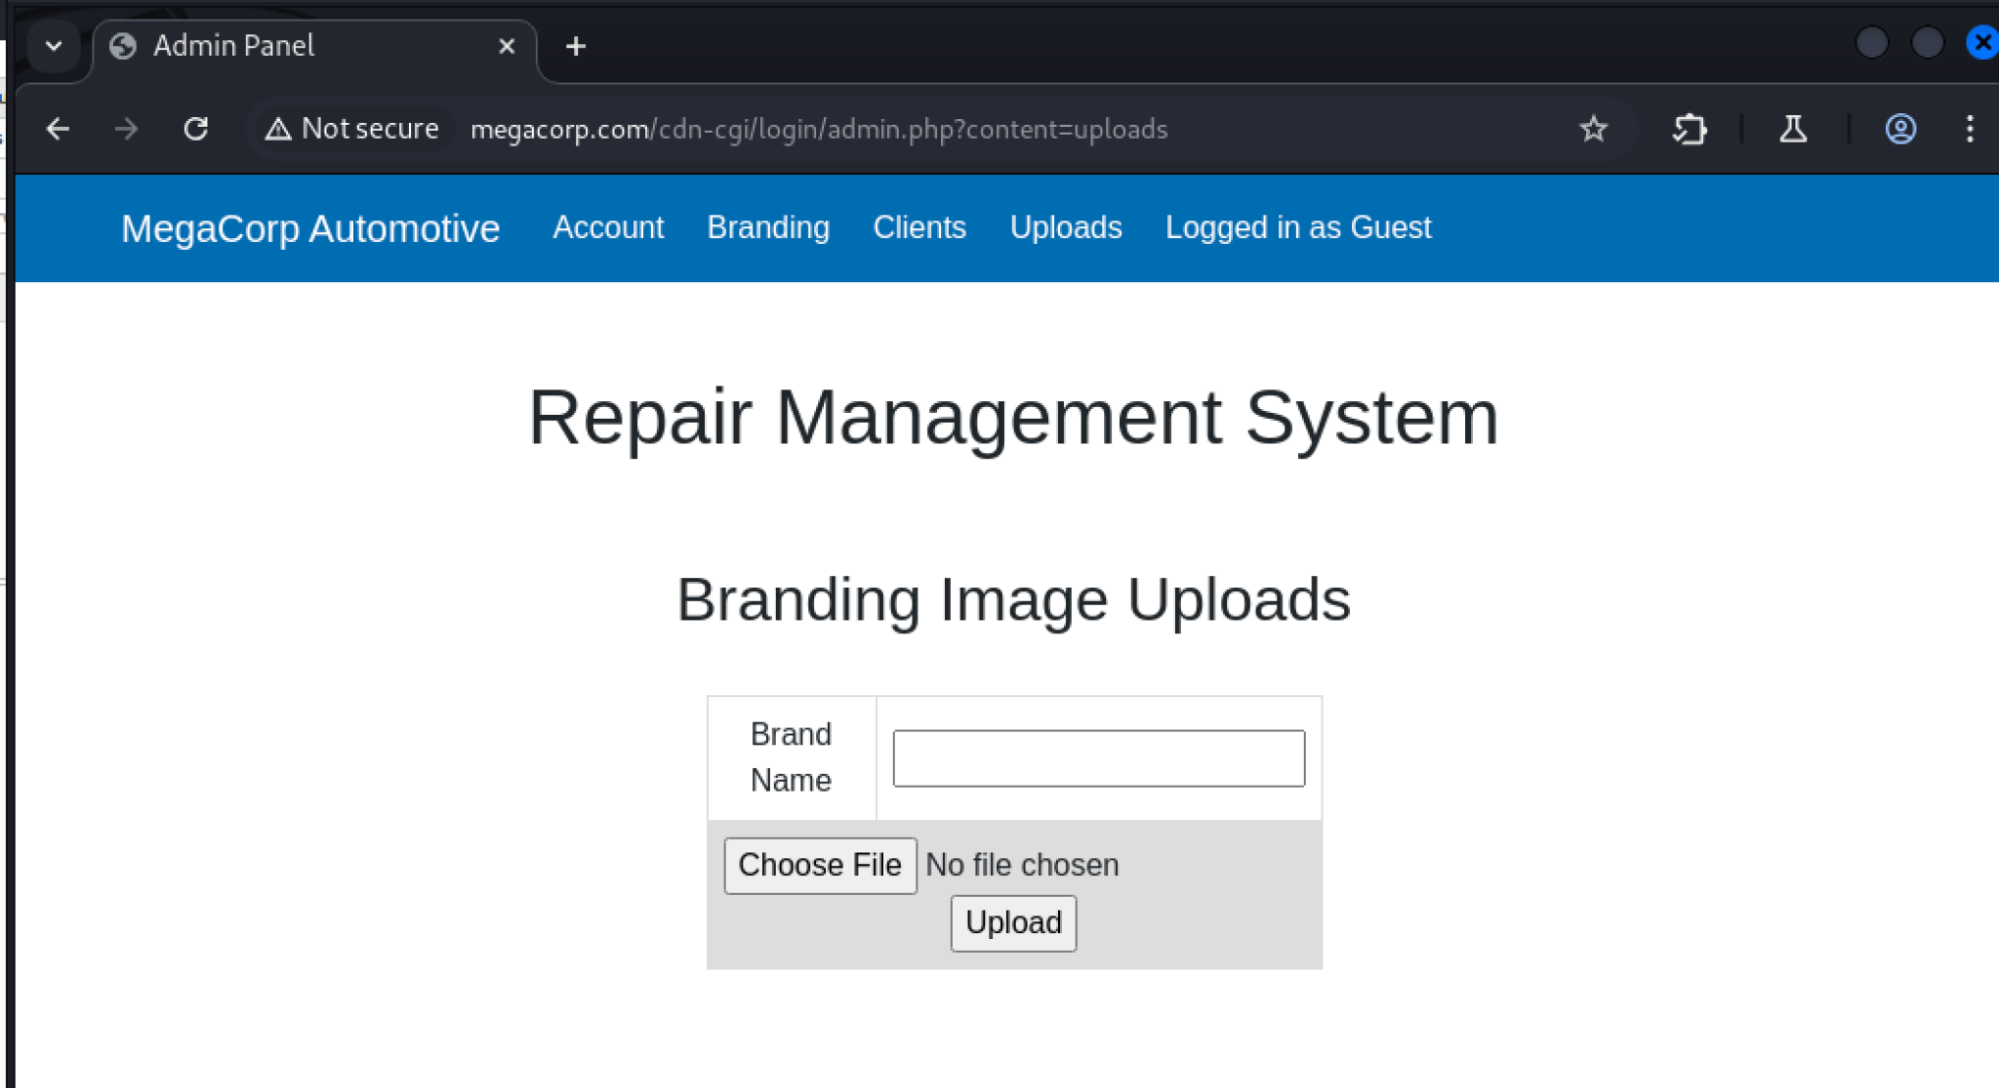 Admin Panel
Not secure megacorp.com/cdn-cgi/login/admin.php?content=uploads
MegaCorp Automotive Account Branding Clients Uploads Logged in as Guest
Repair Management System
Branding Image Uploads
Brand
Name
Choose File No file chosen
Upload